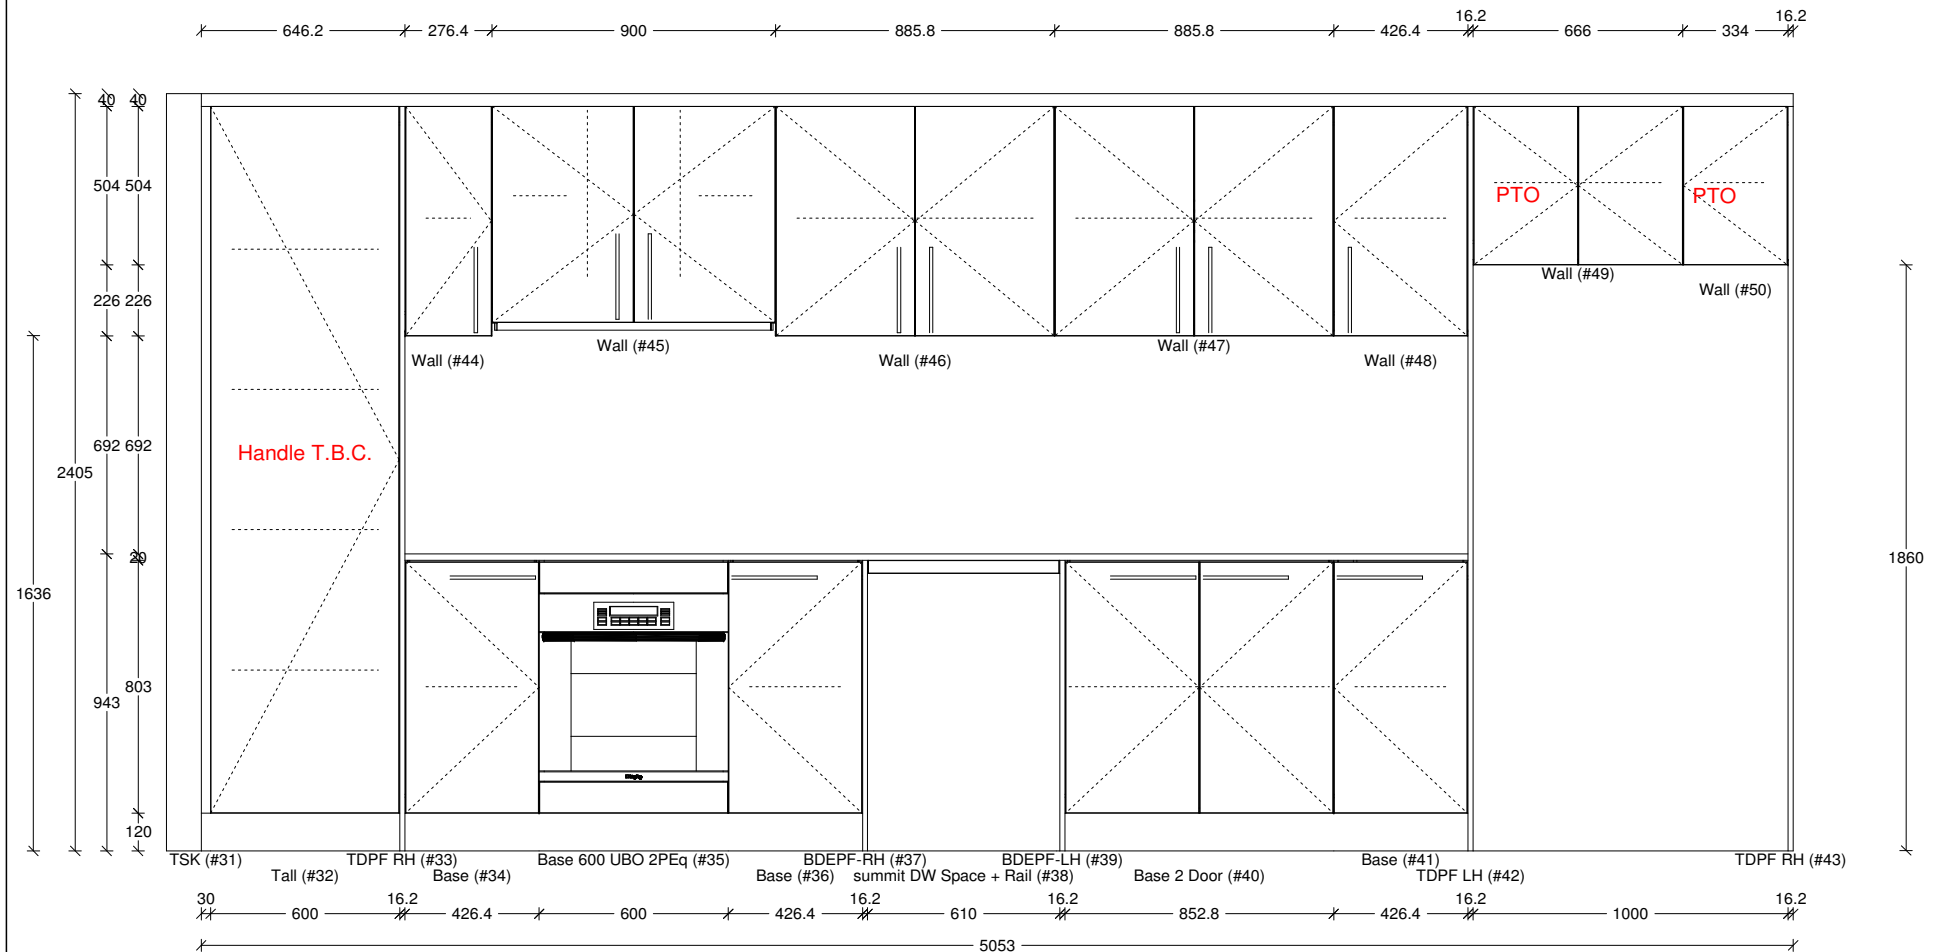 16.2 16.2
646.2 276.4 900 885.8 885.8 426.4 666 334
40 40
504 504
PTO PTO
Wall (#49)
Wall (#50)
226 226
Wall (#45) Wall (#47)
Wall (#44) Wall (#46) Wall (#48)
692 692
Handle T.B.C.
2405
20
1860
1636
803
943
120
TSK (#31) TDPF RH (#33) Base 600 UBO 2PEq (#35) BDEPF-RH (#37) BDEPF-LH (#39) Base (#41) TDPF RH (#43)
Tall (#32) Base (#34) Base (#36) summit DW Space + Rail (#38) Base 2 Door (#40) TDPF LH (#42)
30 16.2 16.2 16.2 16.2 16.2
600 426.4 600 426.4 610 852.8 426.4 1000
5053